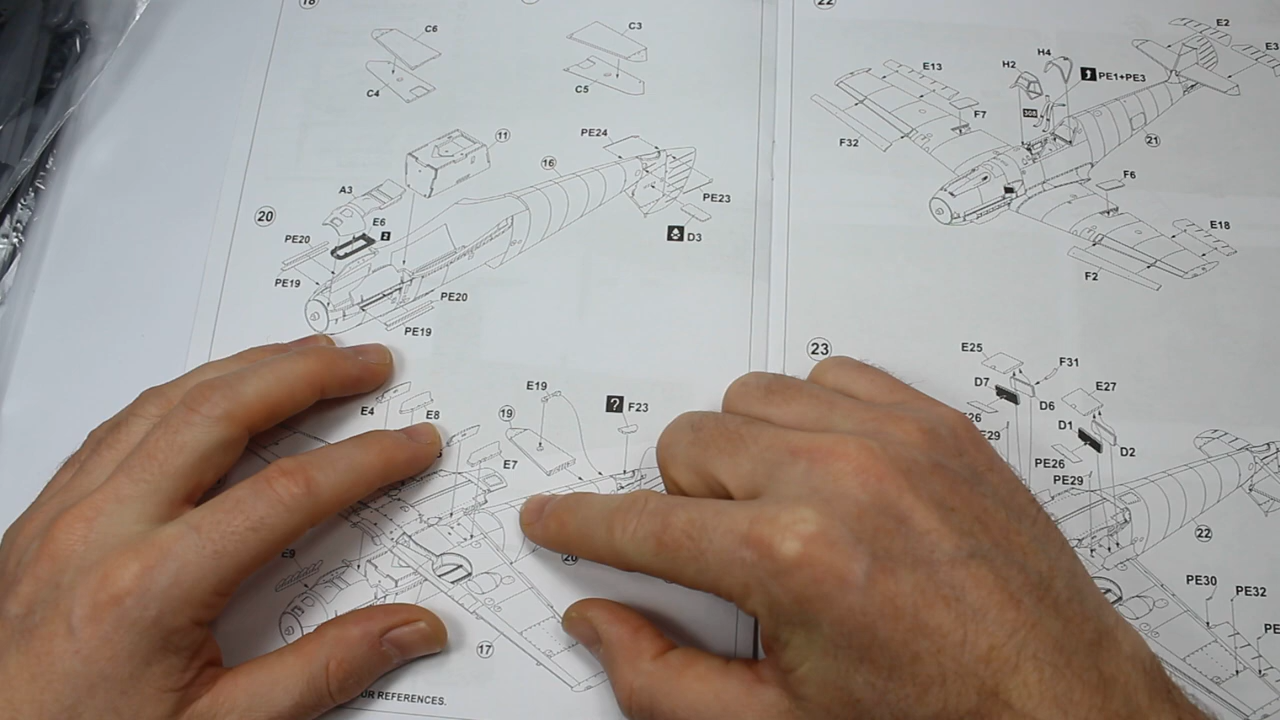 18
C6
C4
C3
C5
11
PE24
16
A3
20
E6
2
PE23
D3
PE20
PE19
PE20
PE19
E4
E8
E19
? F23
19
E7
E9
20
17
REFERENCES.
22
E2
E3
H4
H2
PE1+PE3
E13
F7
F32
21
F6
E18
F2
23
E25
F31
D7
E27
D6
D1
D2
PE26
PE29
22
PE30
PE32